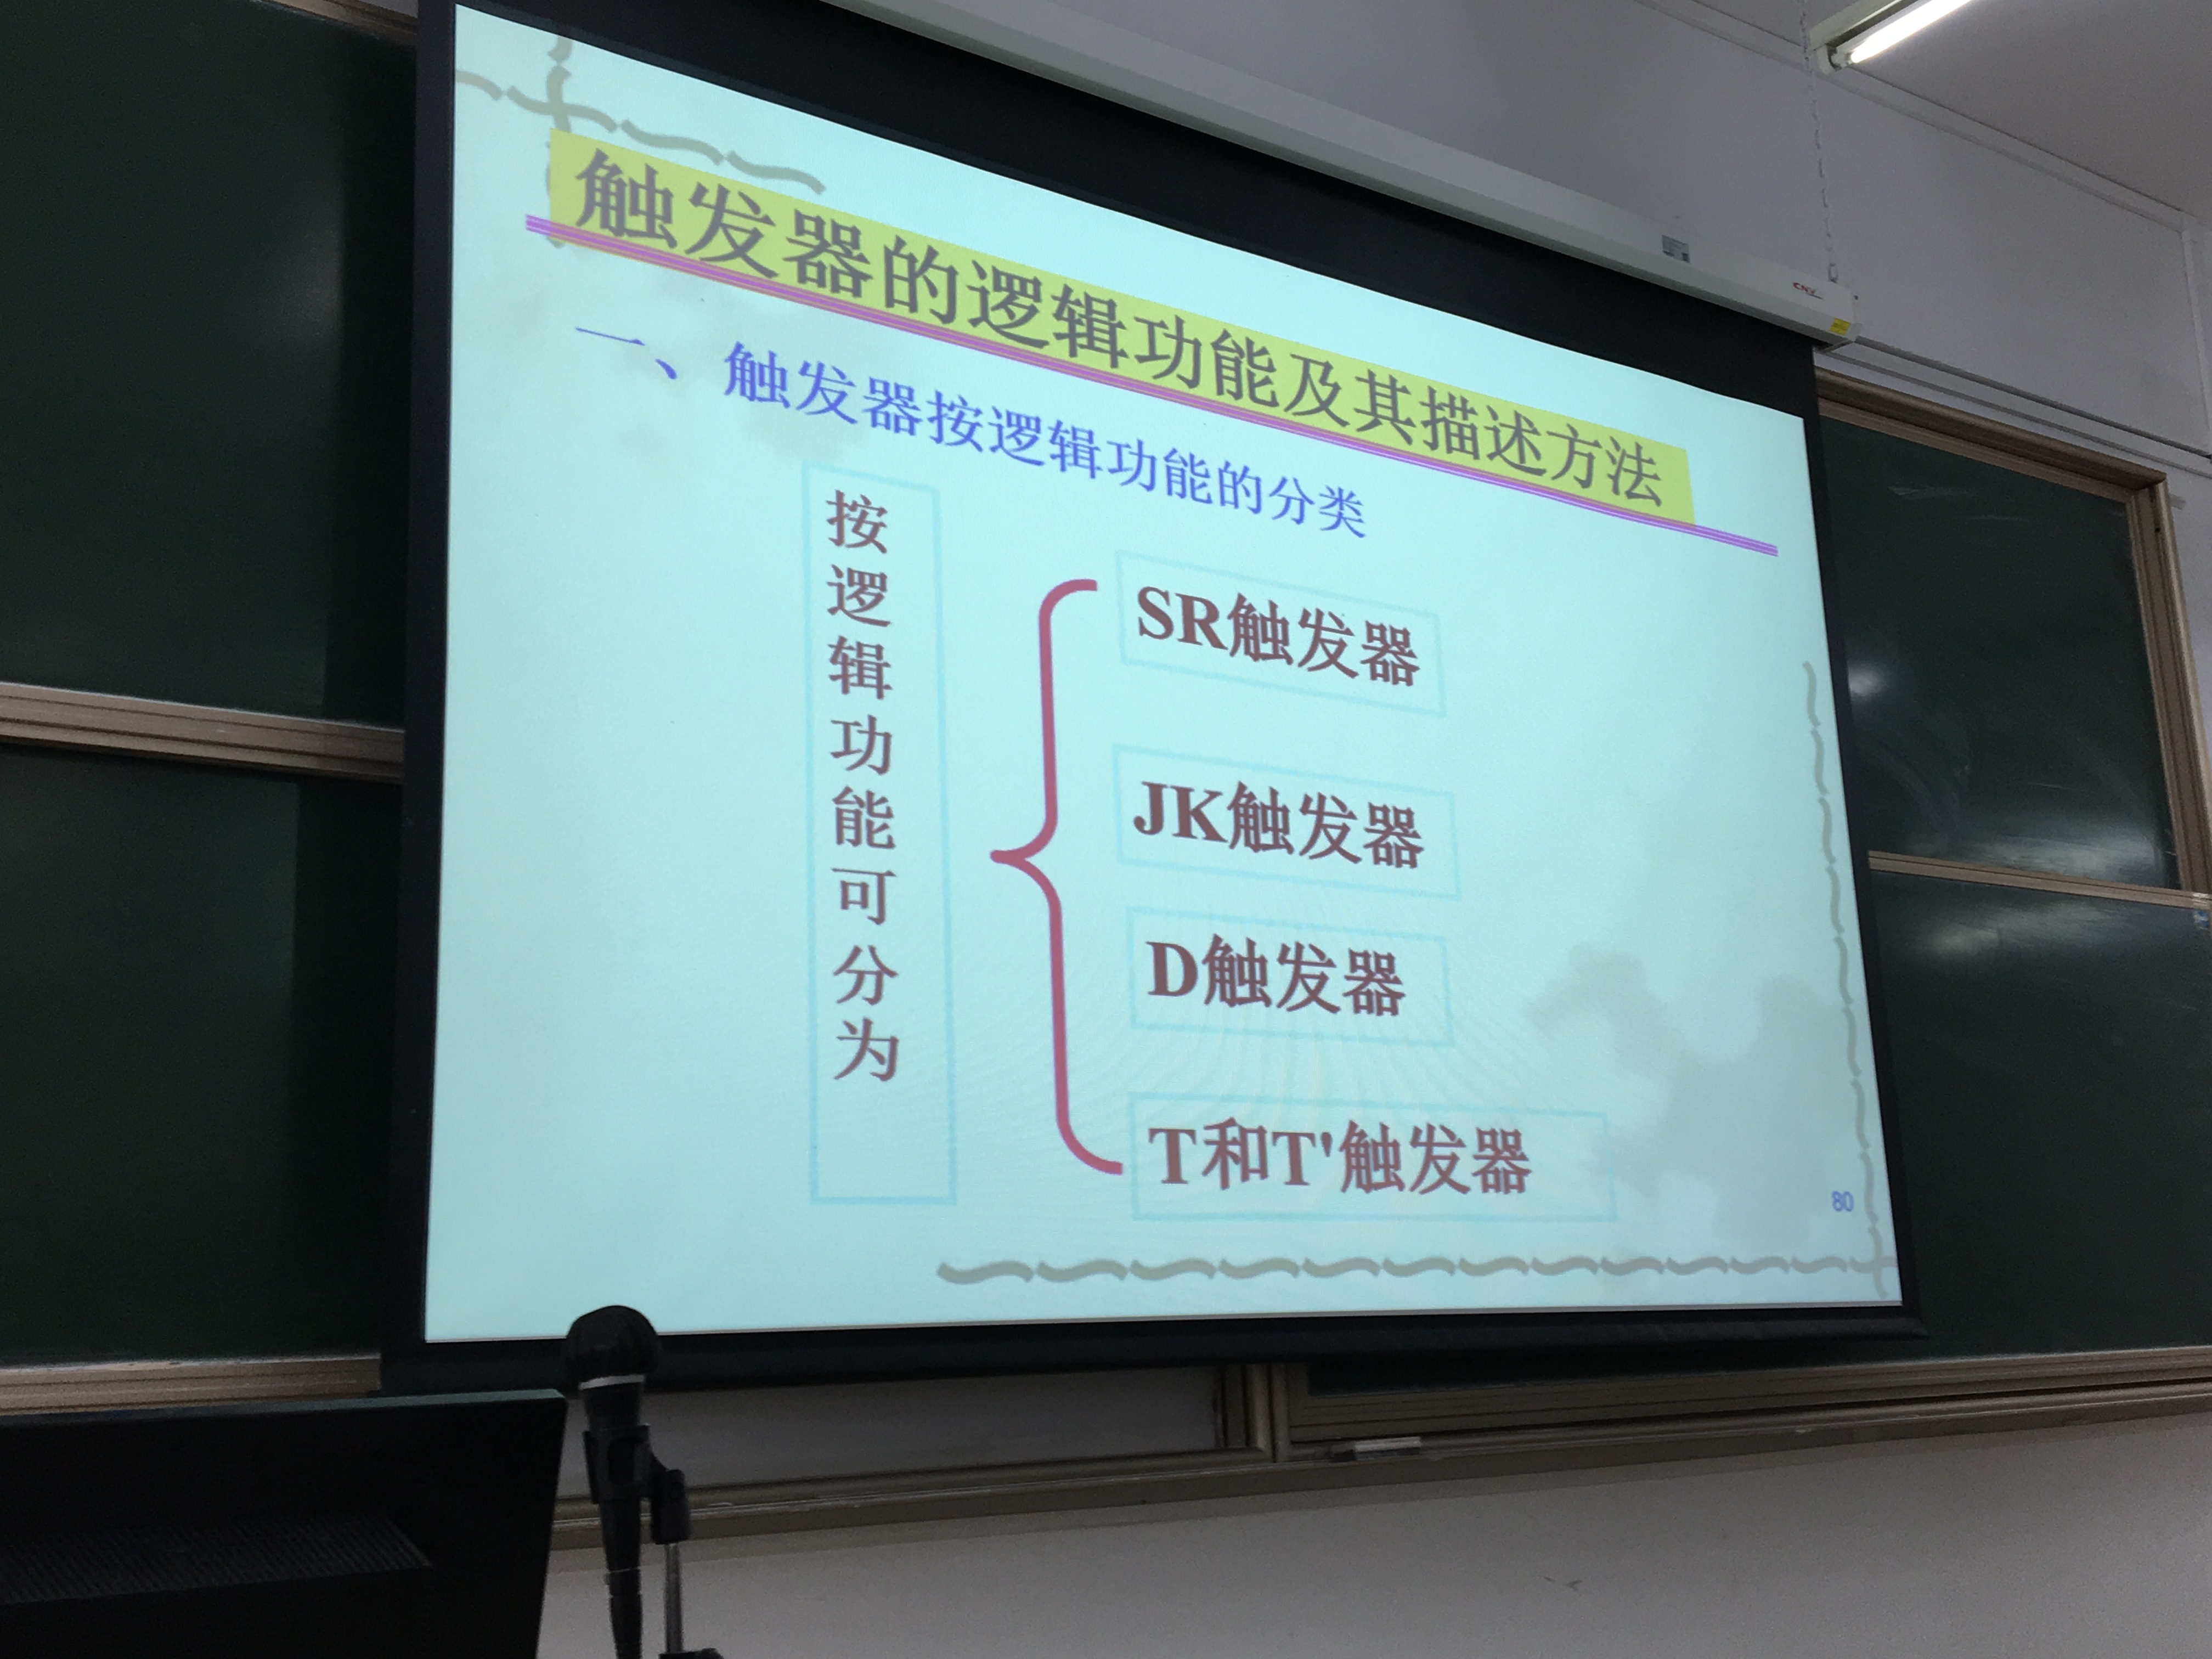 触发器的逻辑功能及其描述方法
一、触发器按逻辑功能的分类
按逻辑功能可分为
SR触发器
JK触发器
D触发器
T和T'触发器
80